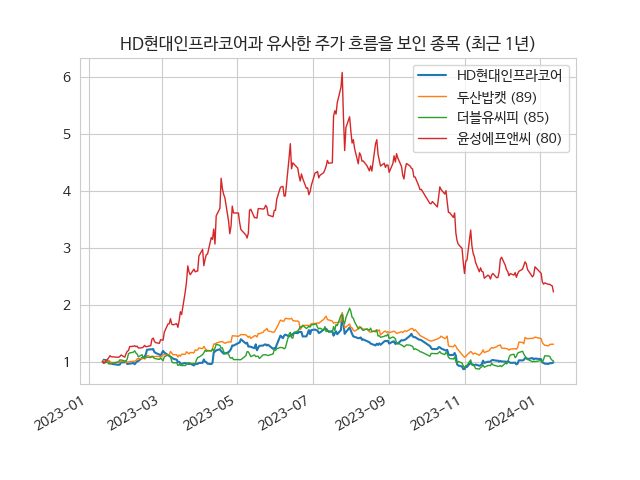 HD현대인프라코어과 유사한 주가 흐름을 보인 종목 (최근 1년)
HD현대인프라코어
두산밥캣 (89)
더블유씨피 (85)
윤성에프앤씨 (80)
6
5
4
3
2
1
2023-01
2023-03
2023-05
2023-07
2023-09
2023-11
2024-01